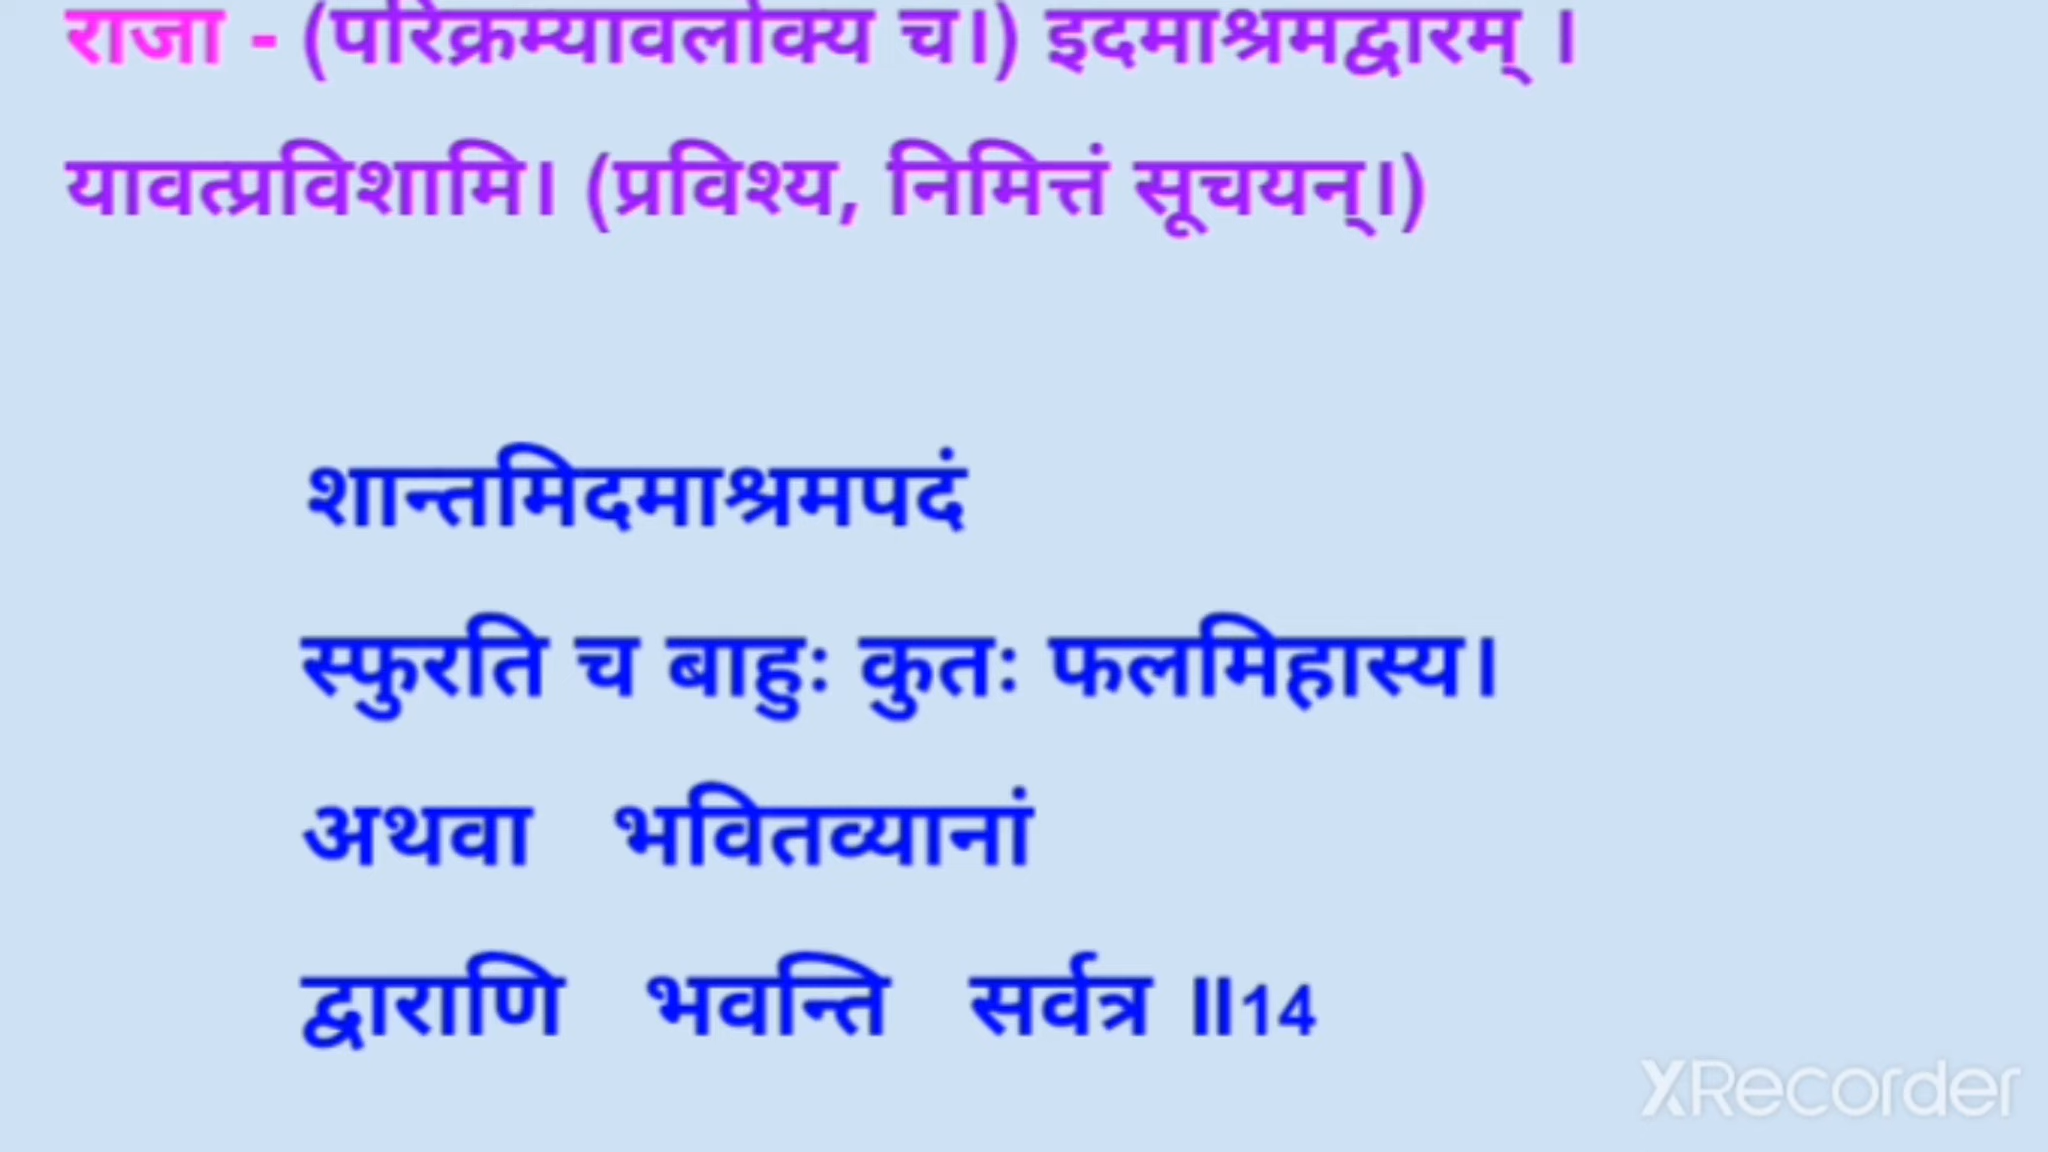 राजा - (परिक्रम्यावलोक्य च।) इदमाश्रमद्वारम् ।
यावत्प्रविशामि। (प्रविश्य, निमित्तं सूचयन्।)
शान्तमिदमाश्रमपदं
स्फुरति च बाहुः कुतः फलमिहास्य।
अथवा भवितव्यानां
द्वाराणि भवन्ति सर्वत्र ॥14
XRecorder